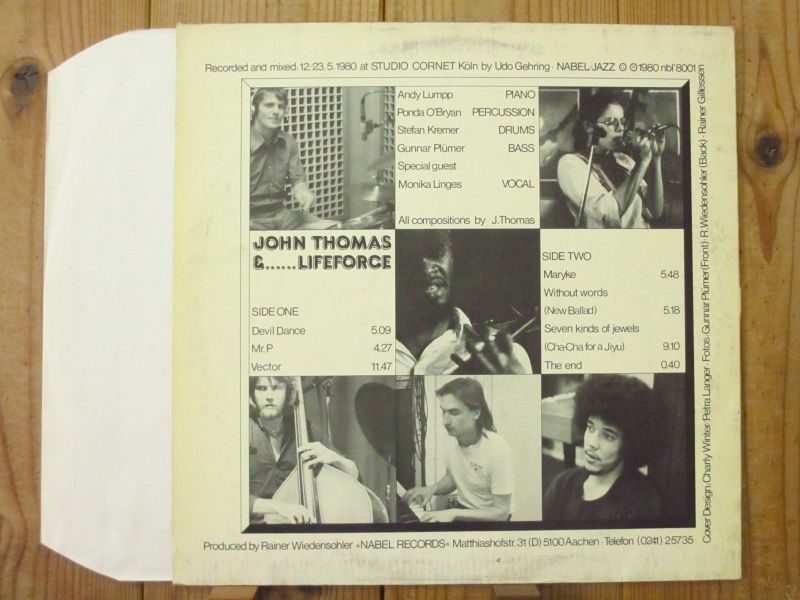 Recorded and mixed: 12.-23.5.1980 at STUDIO CORNET Köln by Udo Gehring · NABEL/JAZZ © ℗ 1980 nbl'8001
Andy Lumpp PIANO
Ponda O'Bryan PERCUSSION
Stefan Kremer DRUMS
Gunnar Plümer BASS
Special guest
Monika Linges VOCAL
All compositions by J.Thomas
JOHN THOMAS
&......LIFEFORCE
SIDE ONE
Devil Dance 5.09
Mr.P 4.27
Vector 11.47
SIDE TWO
Maryke 5.48
Without words
(New Ballad) 5.18
Seven kinds of jewels
(Cha-Cha for a Jiyu) 9.10
The end 0.40
Produced by Rainer Wiedensohler »NABEL RECORDS« Matthiashofstr. 31 (D) 5100 Aachen · Telefon (0241) 25735
Cover Design: Charly Winter · Petra Langer · Fotos: Gunnar Plümer (Front) · R.Wiedensohler (Back) · Rainer Gillessen